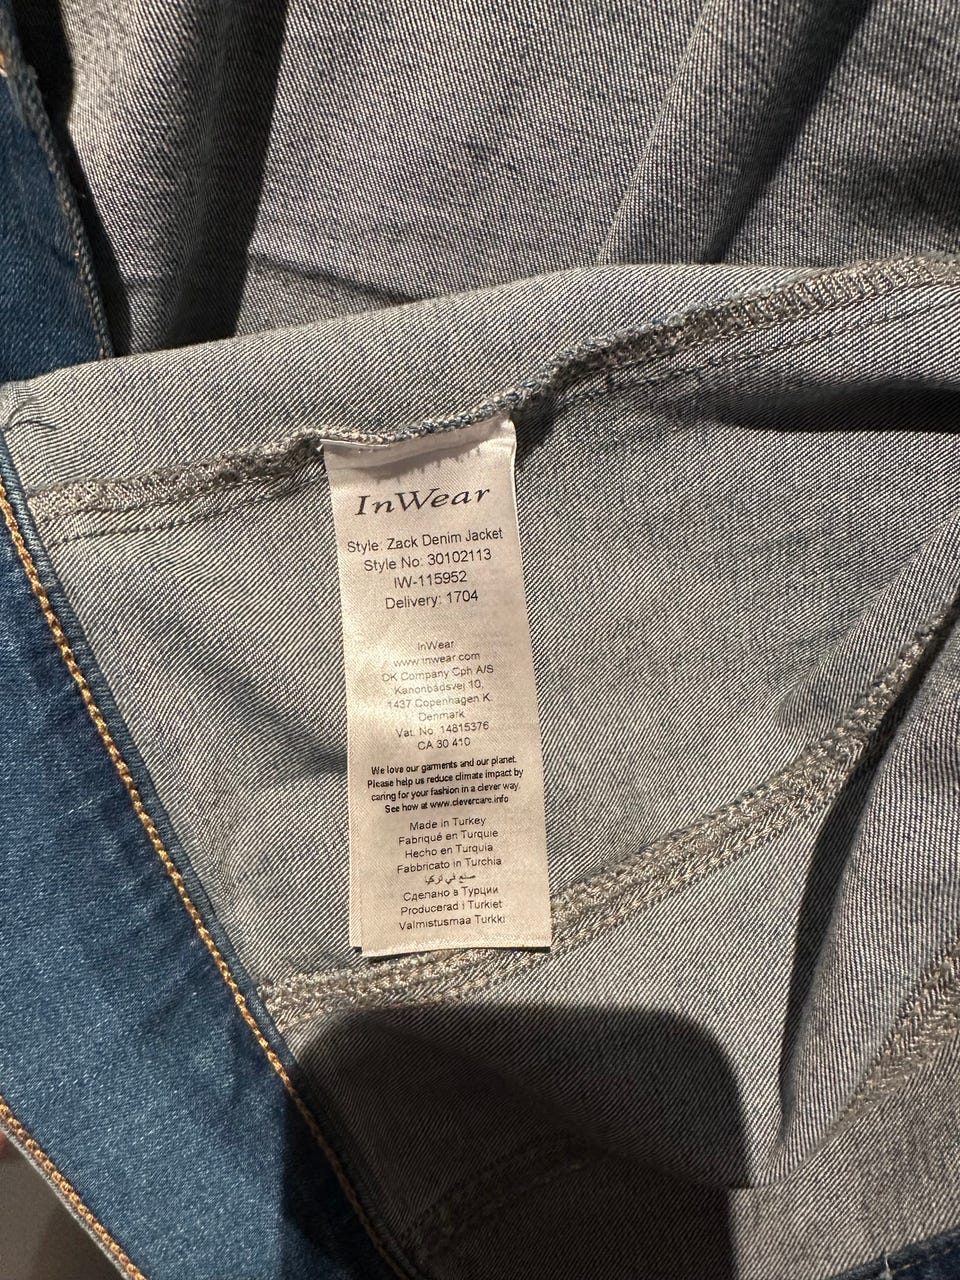 InWear
Style: Zack Denim Jacket
Style No: 30102113
IW-115952
Delivery: 1704
InWear
www.inwear.com
DK Company Cph A/S
Kanonbådsvej 10,
1437 Copenhagen K.
Denmark
Vat. No. 14815376
CA 30 410
We love our garments and our planet.
Please help us reduce climate impact by
caring for your fashion in a clever way.
See how at www.clevercare.info
Made in Turkey
Fabriqué en Turquie
Hecho en Turquia
Fabbricato in Turchia
صنع في تركيا
Сделано в Турции
Producerad i Turkiet
Valmistusmaa Turkki